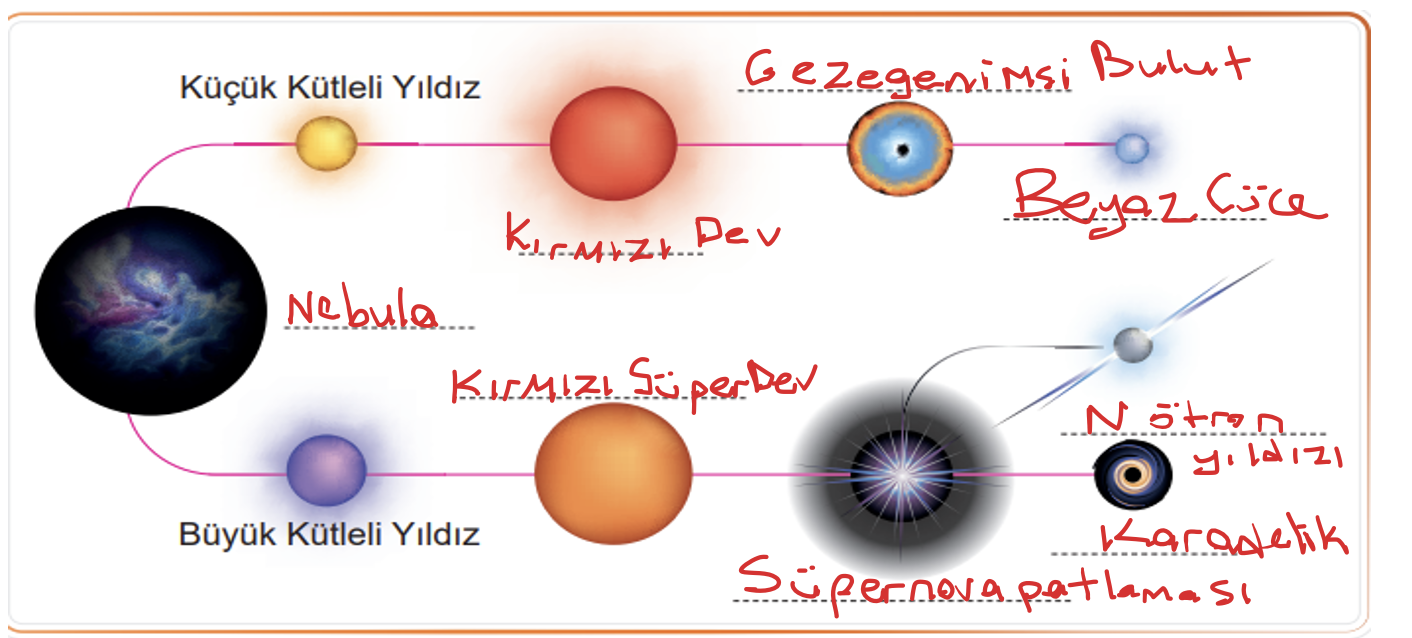 Küçük Kütleli Yıldız
Gezegenimsi Bulut
Kırmızı Dev
Beyaz Cüce
Nebula
Kırmızı SüperDev
Nötron
yıldızı
Büyük Kütleli Yıldız
Karadelik
Süpernova patlaması